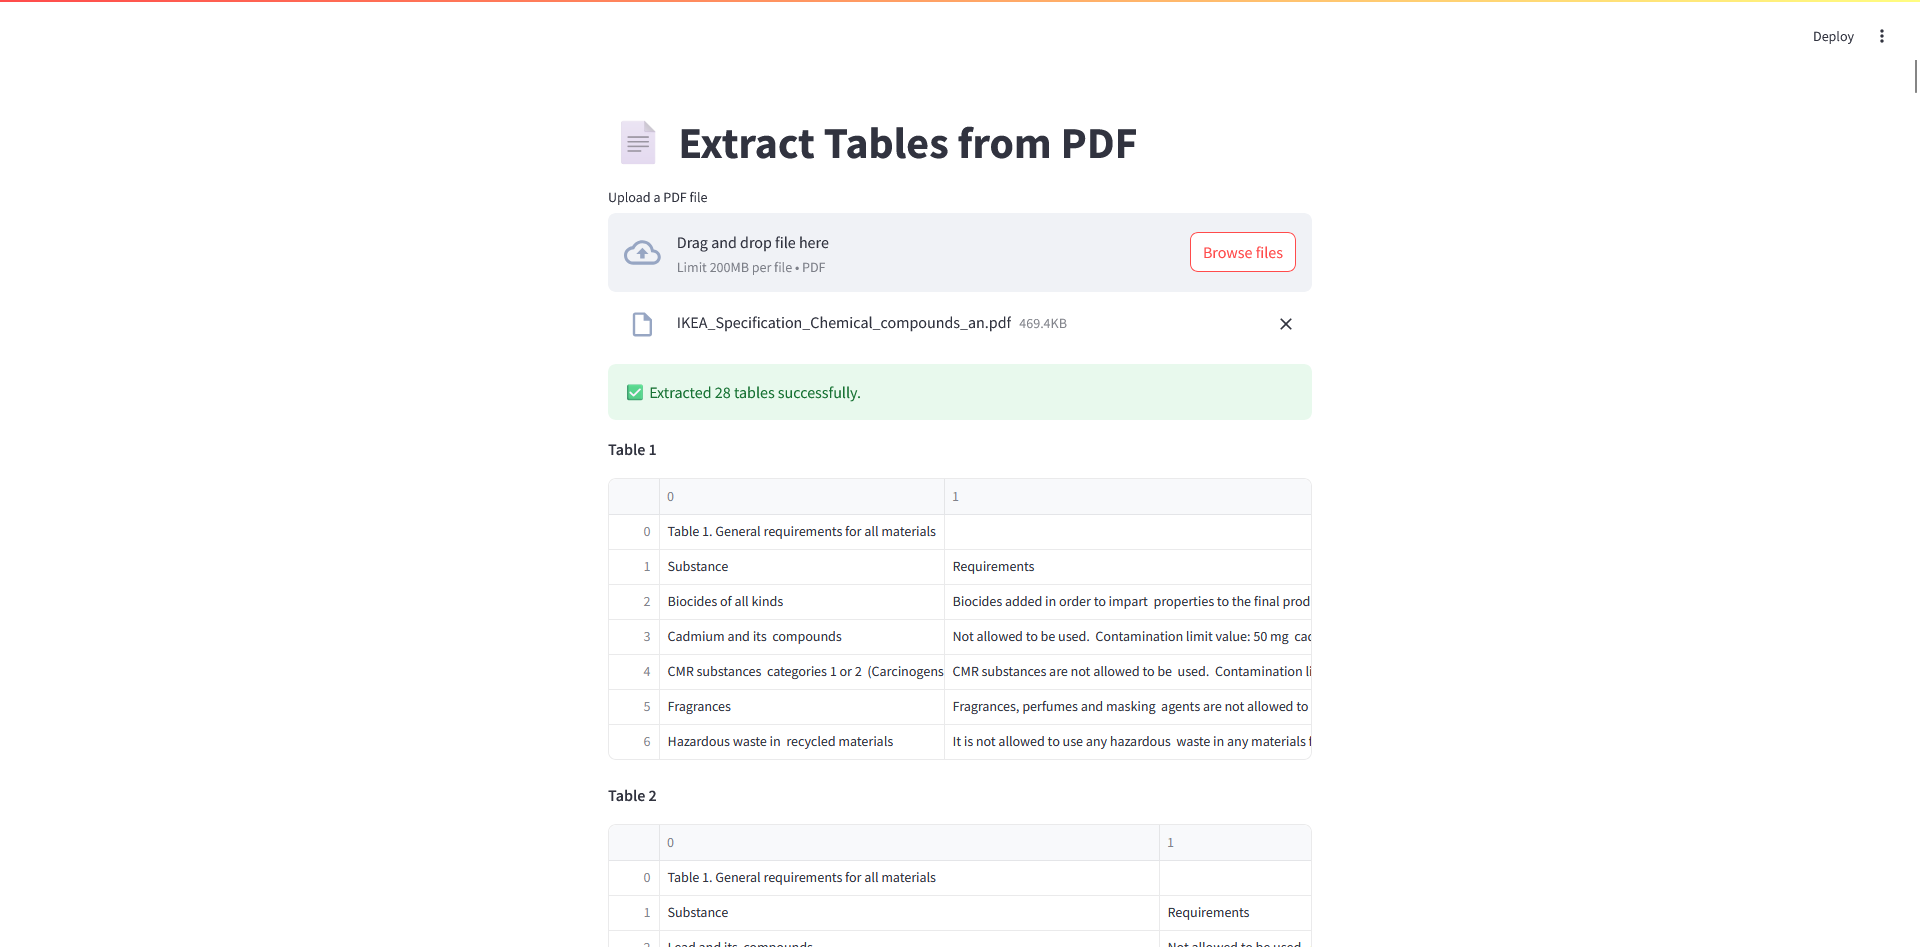 Deploy
Extract Tables from PDF
Upload a PDF file
Drag and drop file here
Limit 200MB per file • PDF
Browse files
IKEA_Specification_Chemical_compounds_an.pdf 469.4KB
Extracted 28 tables successfully.
Table 1
0 1
0 Table 1. General requirements for all materials
1 Substance Requirements
2 Biocides of all kinds Biocides added in order to impart properties to the final prod
3 Cadmium and its compounds Not allowed to be used. Contamination limit value: 50 mg cad
4 CMR substances categories 1 or 2 (Carcinogens CMR substances are not allowed to be used. Contamination li
5 Fragrances Fragrances, perfumes and masking agents are not allowed to
6 Hazardous waste in recycled materials It is not allowed to use any hazardous waste in any materials f
Table 2
0 1
0 Table 1. General requirements for all materials
1 Substance Requirements
2 Lead and its compounds Not allowed to be used.